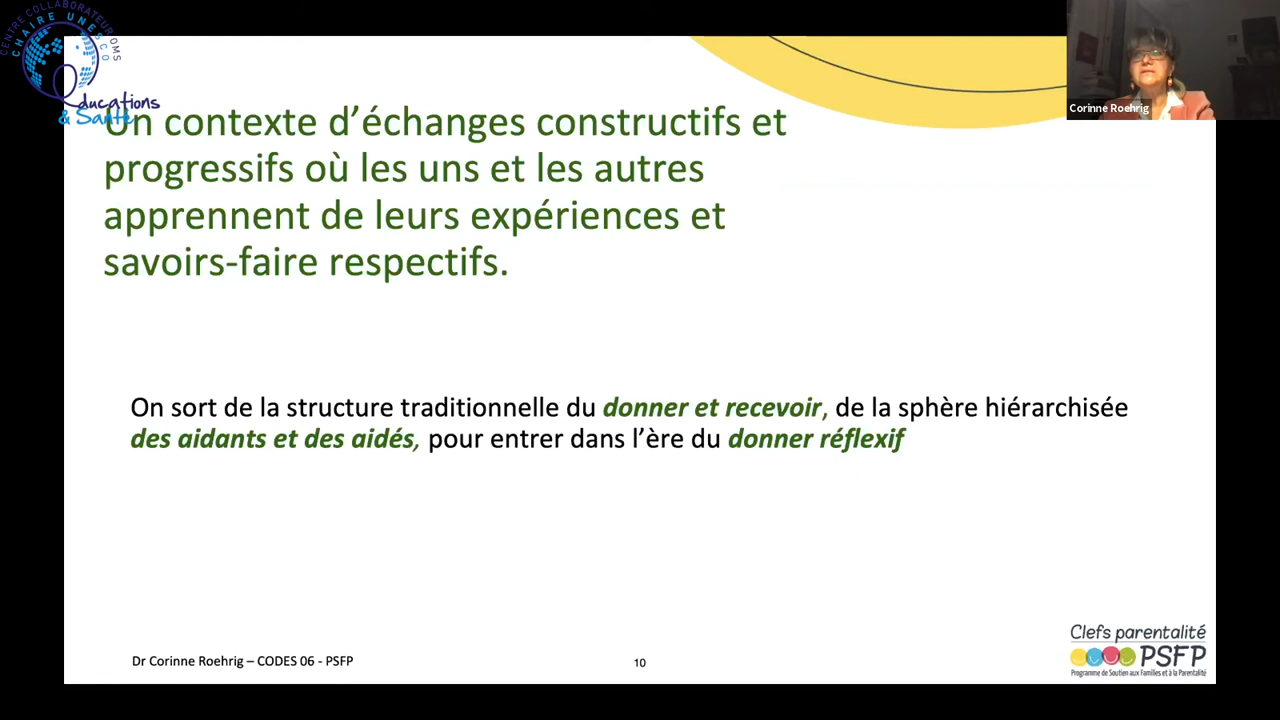 CENTRE COLLABORATEUR OMS
CHAIRE UNESCO
Educations
& Santé
Un contexte d’échanges constructifs et
progressifs où les uns et les autres
apprennent de leurs expériences et
savoirs-faire respectifs.
Corinne Roehrig
On sort de la structure traditionnelle du donner et recevoir, de la sphère hiérarchisée
des aidants et des aidés, pour entrer dans l’ère du donner réflexif
Dr Corinne Roehrig – CODES 06 - PSFP
10
Clefs parentalité
PSFP
Programme de Soutien aux Familles et à la Parentalité